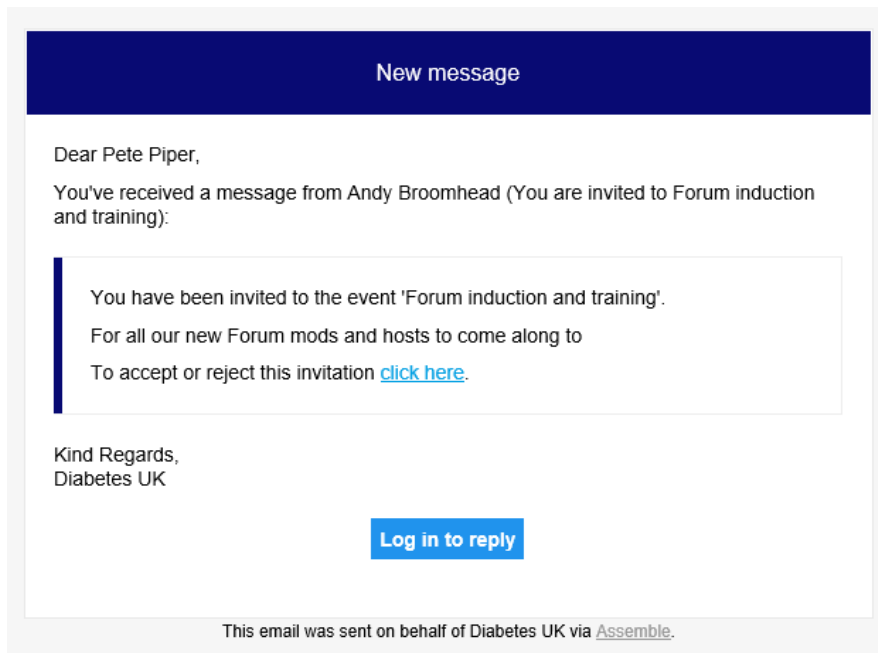 New message
Dear Pete Piper,
You've received a message from Andy Broomhead (You are invited to Forum induction
and training):
You have been invited to the event 'Forum induction and training'.
For all our new Forum mods and hosts to come along to
To accept or reject this invitation click here.
Kind Regards,
Diabetes UK
Log in to reply
This email was sent on behalf of Diabetes UK via Assemble.